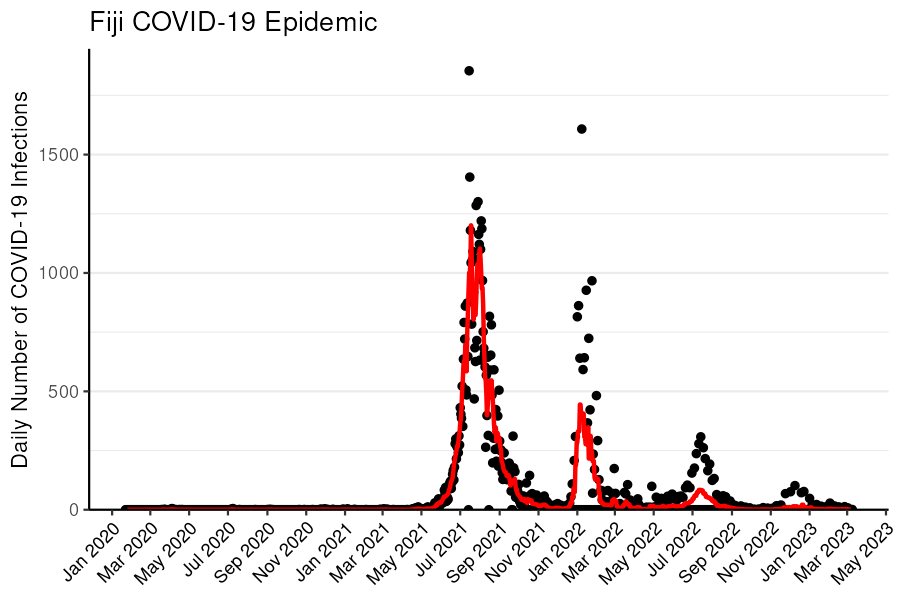 Fiji COVID-19 Epidemic
Daily Number of COVID-19 Infections
1500
1000
500
0
Jan 2020
Mar 2020
May 2020
Jul 2020
Sep 2020
Nov 2020
Jan 2021
Mar 2021
May 2021
Jul 2021
Sep 2021
Nov 2021
Jan 2022
Mar 2022
May 2022
Jul 2022
Sep 2022
Nov 2022
Jan 2023
Mar 2023
May 2023